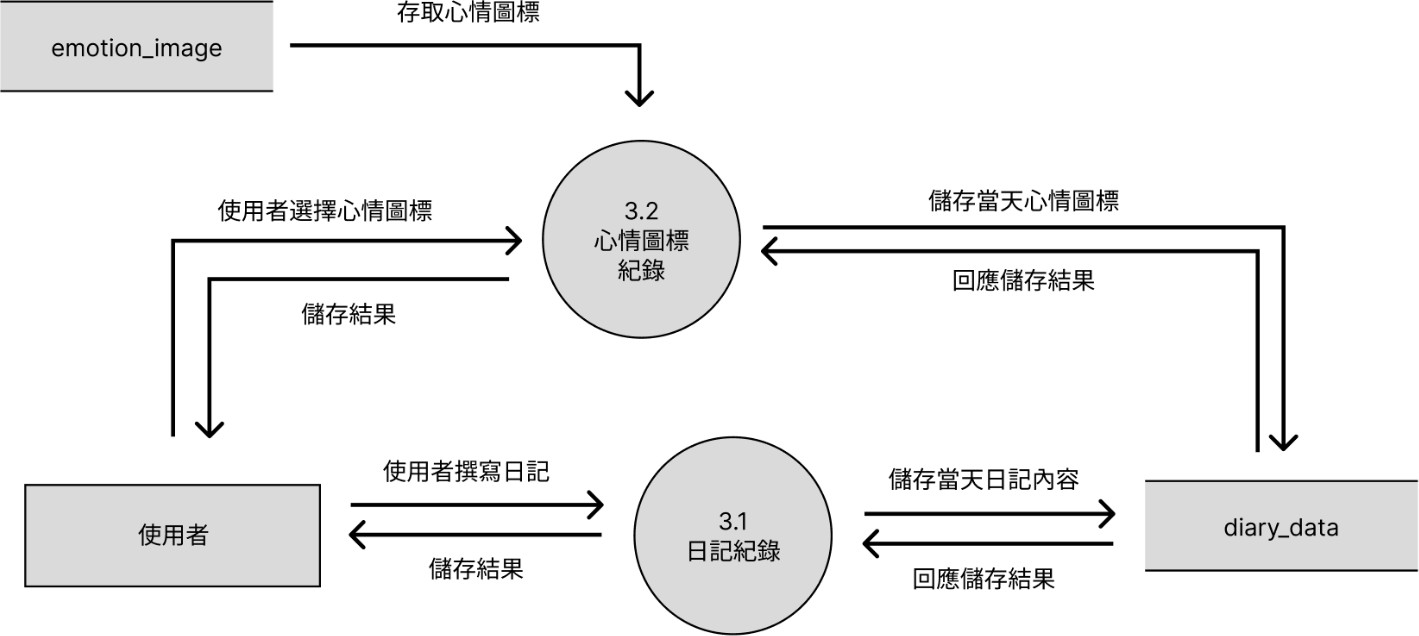 存取心情圖標
emotion_image
使用者選擇心情圖標
3.2
心情圖標
紀錄
儲存當天心情圖標
儲存結果
回應儲存結果
使用者撰寫日記
儲存當天日記內容
使用者
3.1
日記紀錄
diary_data
儲存結果
回應儲存結果